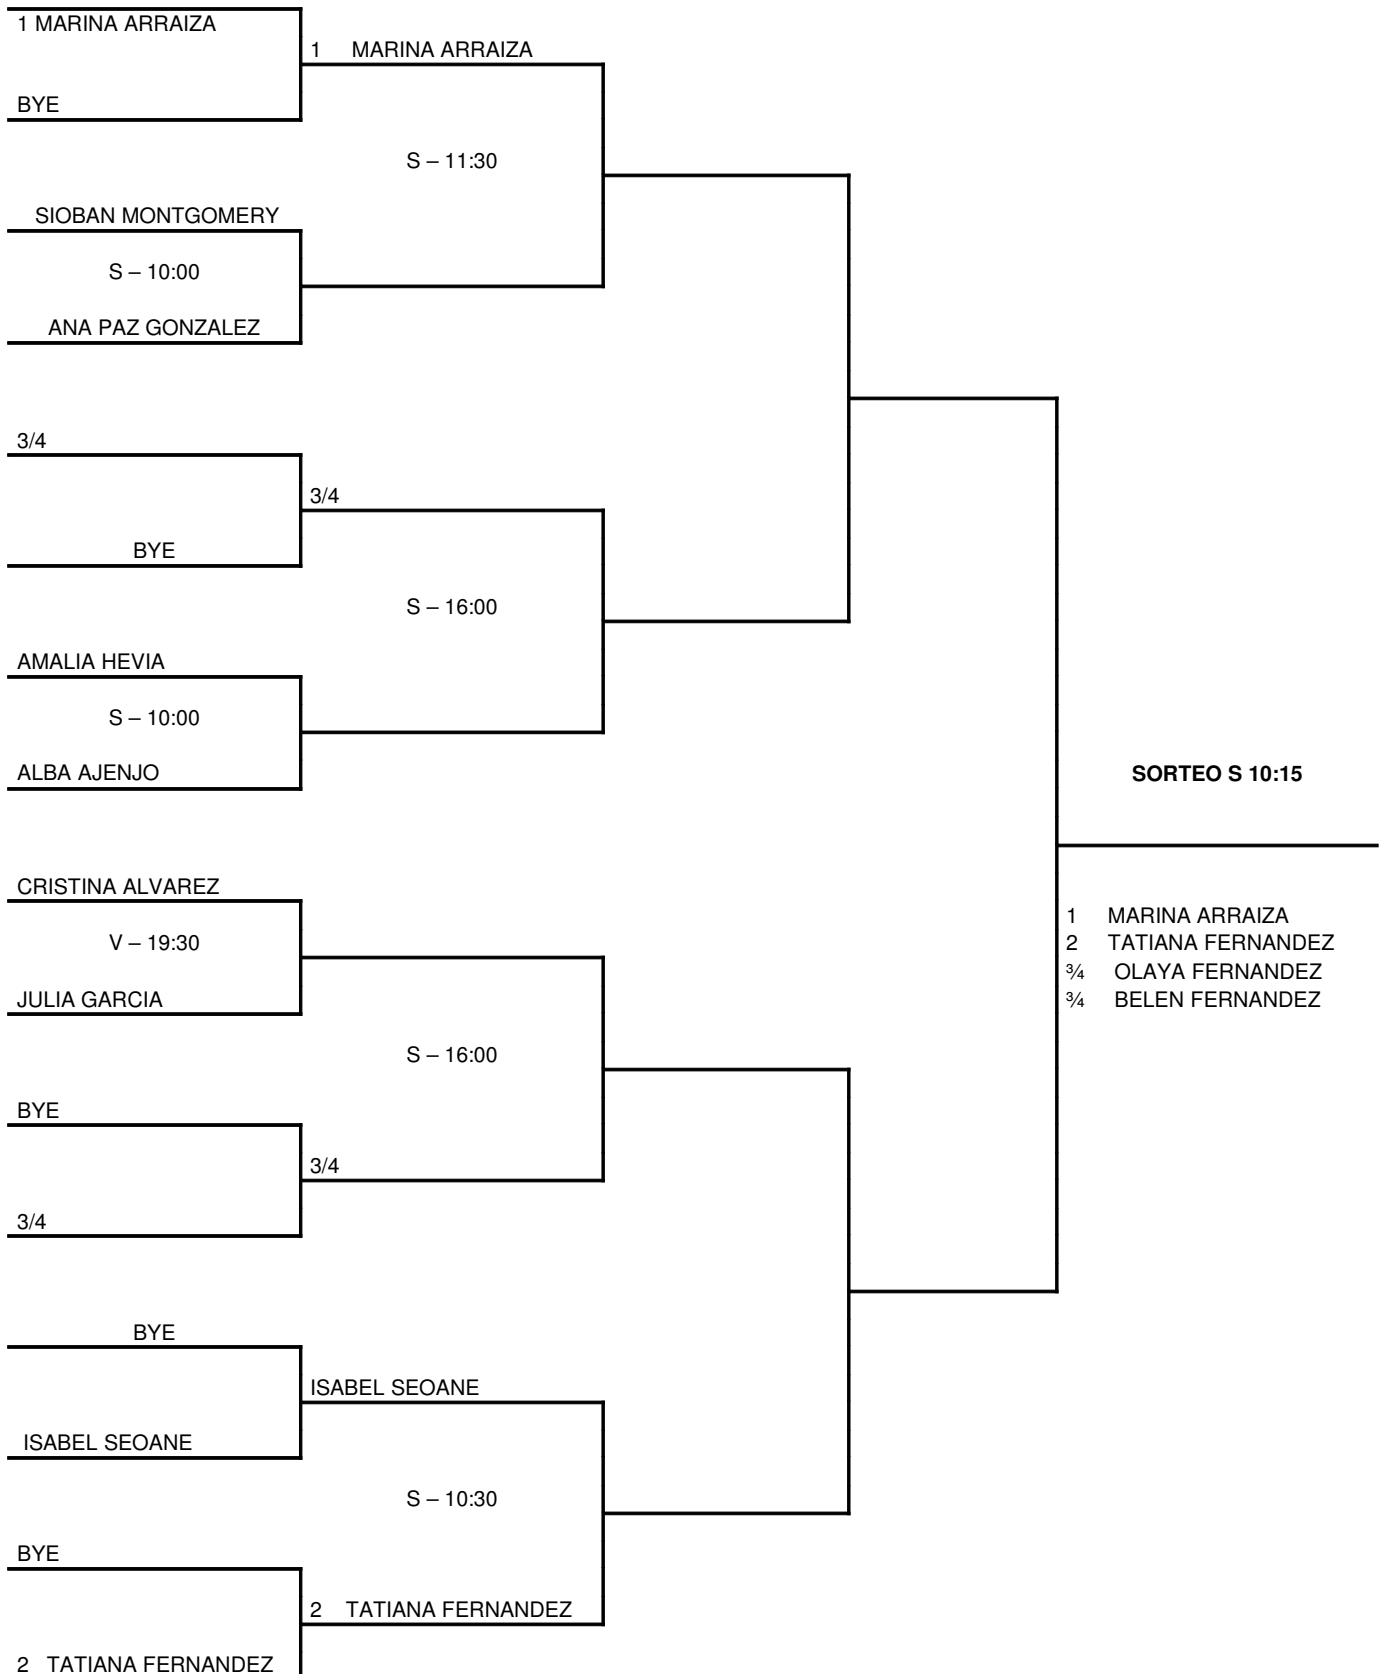 1 MARINA ARRAIZA
1 MARINA ARRAIZA
BYE
S – 11:30
SIOBAN MONTGOMERY
S – 10:00
ANA PAZ GONZALEZ
3/4
3/4
BYE
S – 16:00
AMALIA HEVIA
S – 10:00
ALBA AJENJO
SORTEO S 10:15
CRISTINA ALVAREZ
V – 19:30
JULIA GARCIA
1 MARINA ARRAIZA
2 TATIANA FERNANDEZ
¾ OLAYA FERNANDEZ
¾ BELEN FERNANDEZ
S – 16:00
BYE
3/4
3/4
BYE
ISABEL SEOANE
ISABEL SEOANE
S – 10:30
BYE
2 TATIANA FERNANDEZ
2 TATIANA FERNANDEZ